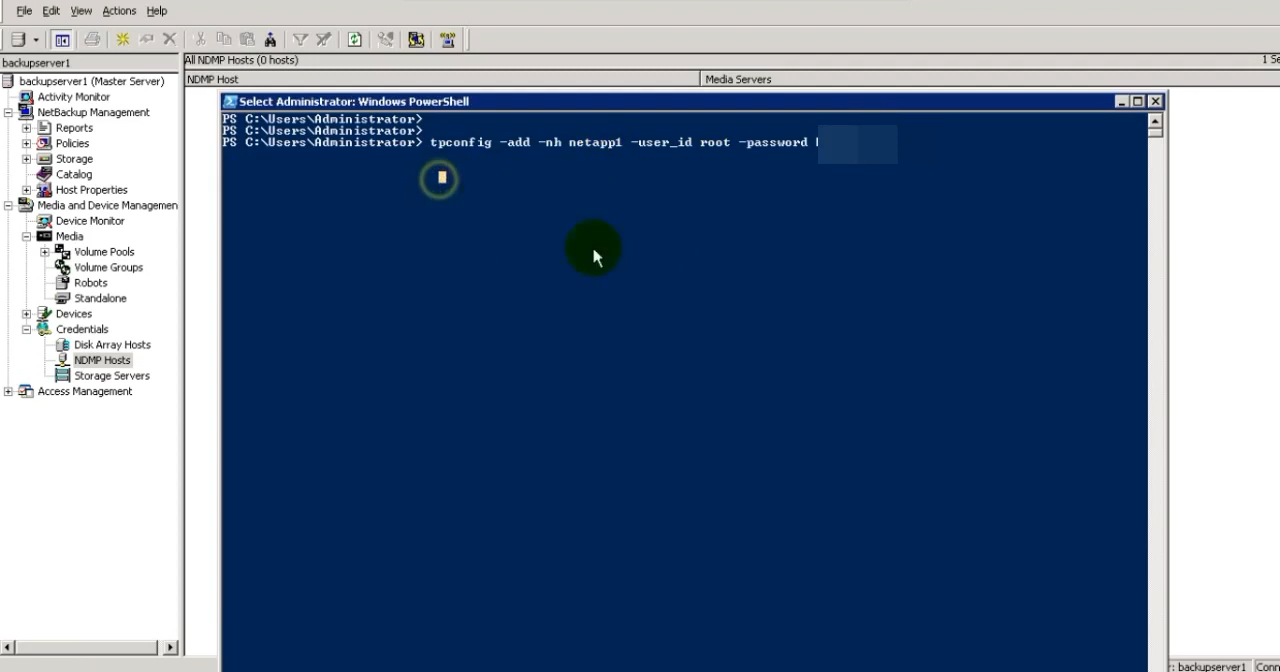 File Edit View Actions Help
backupserver1
All NDMP Hosts (0 hosts)
NDMP Host
Media Servers
backupserver1 (Master Server)
Activity Monitor
NetBackup Management
Reports
Policies
Storage
Catalog
Host Properties
Media and Device Managemen
Device Monitor
Media
Volume Pools
Volume Groups
Robots
Standalone
Devices
Credentials
Disk Array Hosts
NDMP Hosts
Storage Servers
Access Management
Select Administrator: Windows PowerShell
PS C:\Users\Administrator>
PS C:\Users\Administrator>
PS C:\Users\Administrator> tpconfig -add -nh netapp1 -user_id root -password
: backupserver1